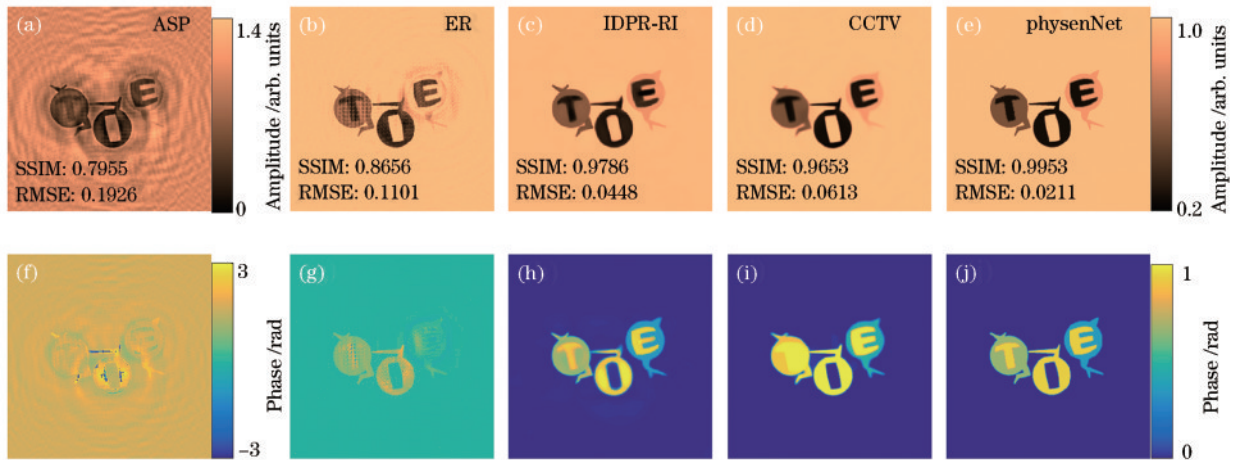 (a) ASP
1.4
0
Amplitude /arb. units
SSIM: 0.7955
RMSE: 0.1926
(b) ER
SSIM: 0.8656
RMSE: 0.1101
(c) IDPR-RI
SSIM: 0.9786
RMSE: 0.0448
(d) CCTV
SSIM: 0.9653
RMSE: 0.0613
(e) physenNet
SSIM: 0.9953
RMSE: 0.0211
1.0
0.2
Amplitude /arb. units
T I E
T I E
T I E
T I E
T I E
(f)
3
−3
Phase /rad
(g)
(h)
(i)
(j)
1
0
Phase /rad
T I E
T I E
T I E